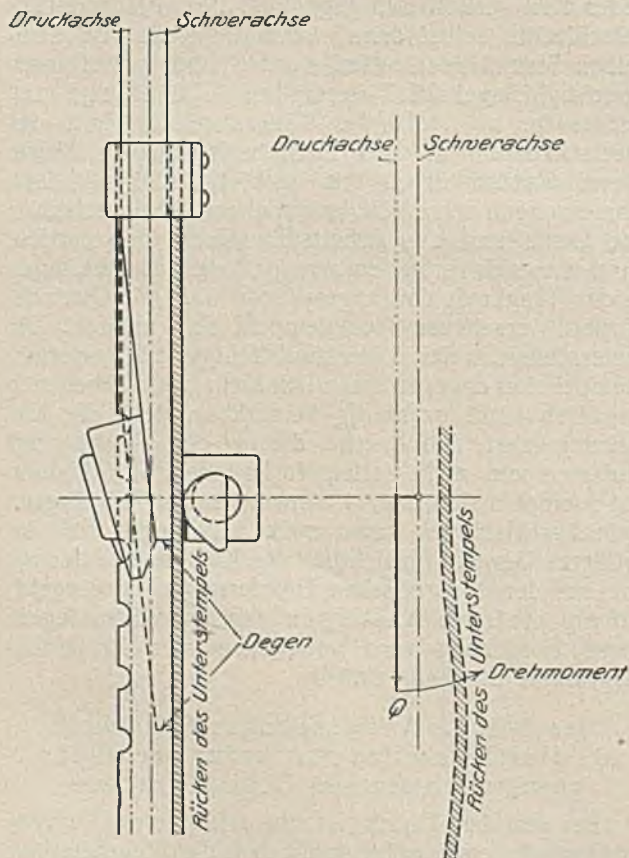 Druckachse
Schwerachse
Druckachse
Schwerachse
Degen
Rücken des Unterstempels
Rücken des Unterstempels
Drehmoment
Q